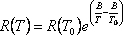 R(T) = R(T₀)e^(B/T − B/T₀)